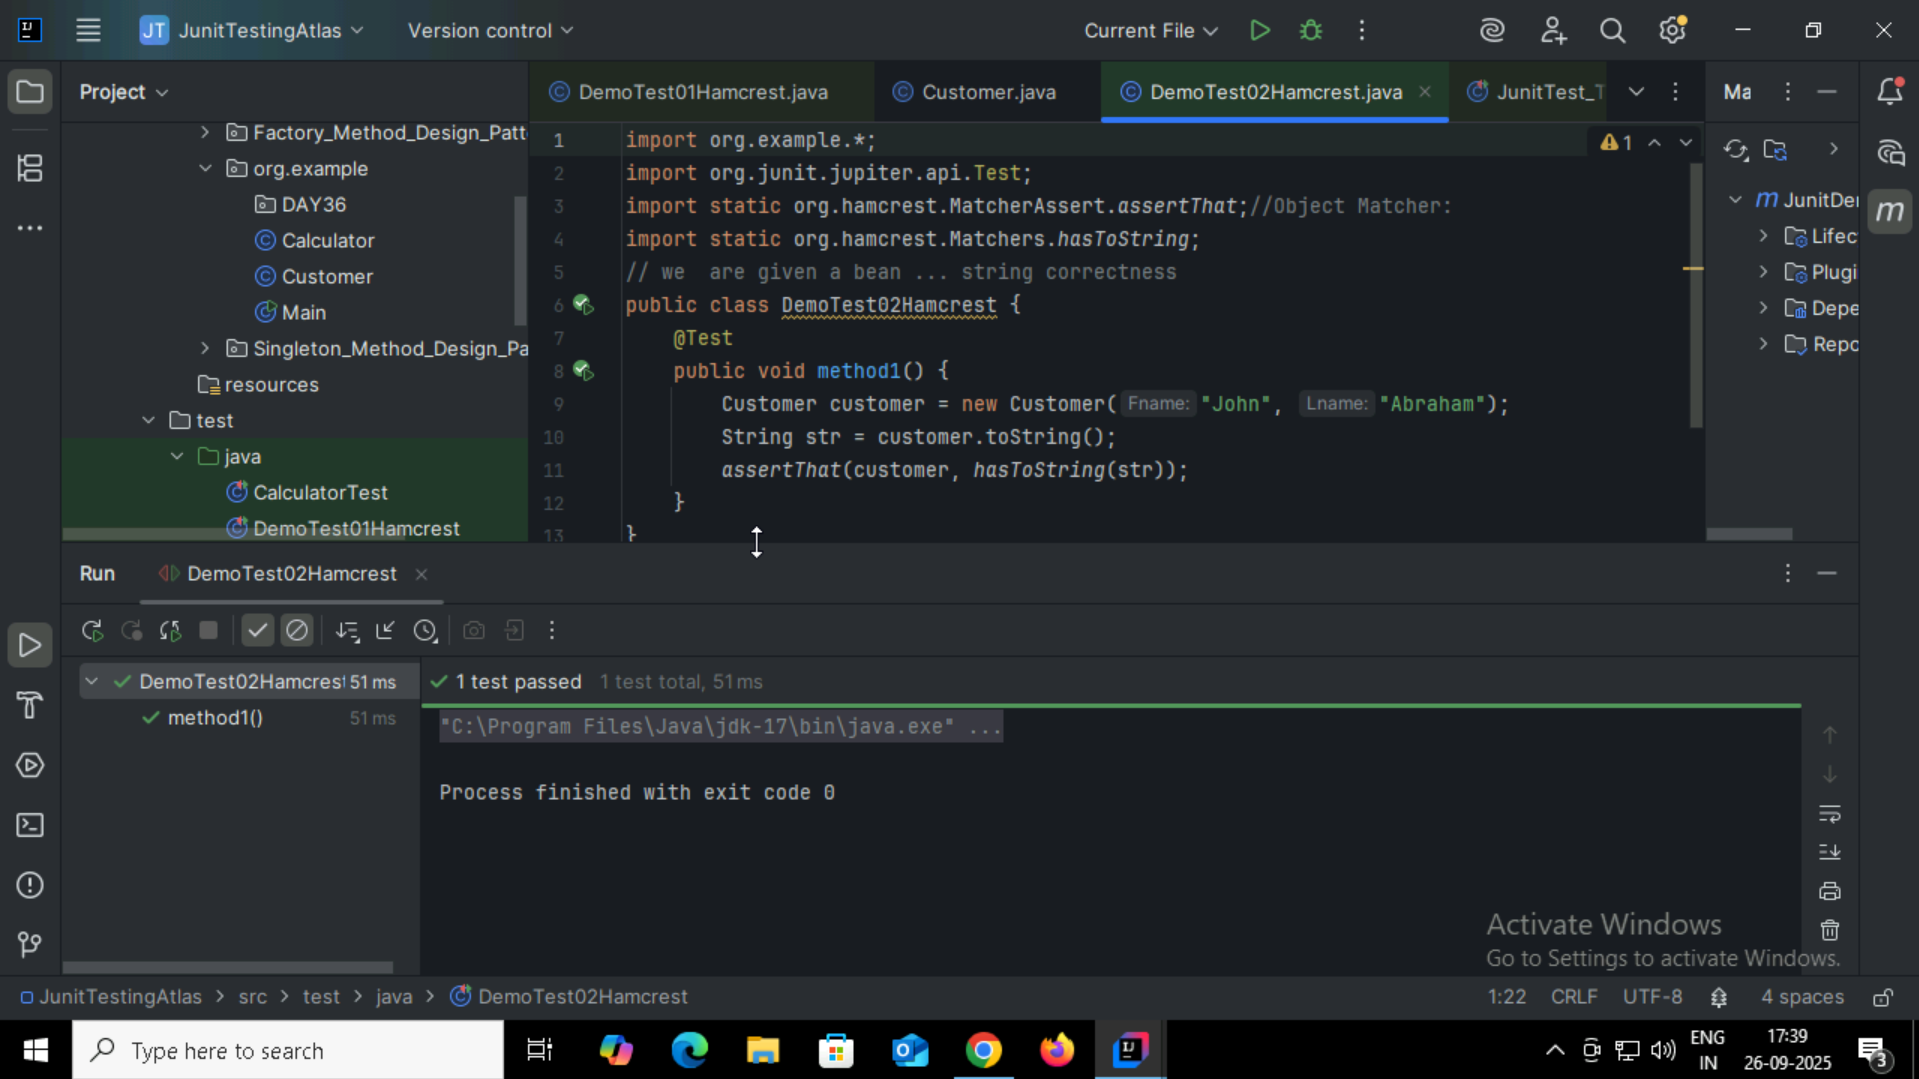 JT JunitTestingAtlas Version control Current File
Project
DemoTest01Hamcrest.java Customer.java DemoTest02Hamcrest.java JunitTest_T
Ma
Factory_Method_Design_Patt
org.example
DAY36
Calculator
Customer
Main
Singleton_Method_Design_Pa
resources
test
java
CalculatorTest
DemoTest01Hamcrest
1 import org.example.*;
2 import org.junit.jupiter.api.Test;
3 import static org.hamcrest.MatcherAssert.assertThat;//Object Matcher:
4 import static org.hamcrest.Matchers.hasToString;
5 // we  are given a bean ... string correctness
6 public class DemoTest02Hamcrest {
7 @Test
8 public void method1() {
9 Customer customer = new Customer( Fname: "John", Lname: "Abraham");
10 String str = customer.toString();
11 assertThat(customer, hasToString(str));
12 }
13 }
1
JunitDe
Lifec
Plugi
Depe
Repo
Run DemoTest02Hamcrest
DemoTest02Hamcrest 51 ms
method1() 51 ms
1 test passed 1 test total, 51 ms
"C:\Program Files\Java\jdk-17\bin\java.exe" ...
Process finished with exit code 0
Activate Windows
Go to Settings to activate Windows.
JunitTestingAtlas > src > test > java > DemoTest02Hamcrest
1:22 CRLF UTF-8 4 spaces
Type here to search
ENG
IN
17:39
26-09-2025
3